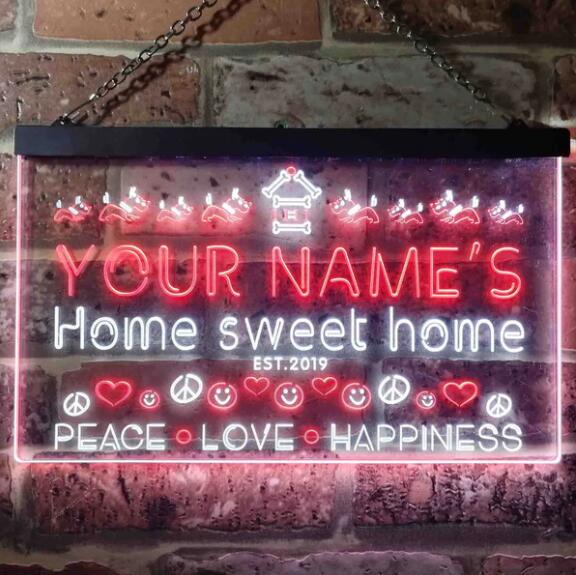 YOUR NAME'S
Home sweet home
EST.2019
PEACE • LOVE • HAPPINESS